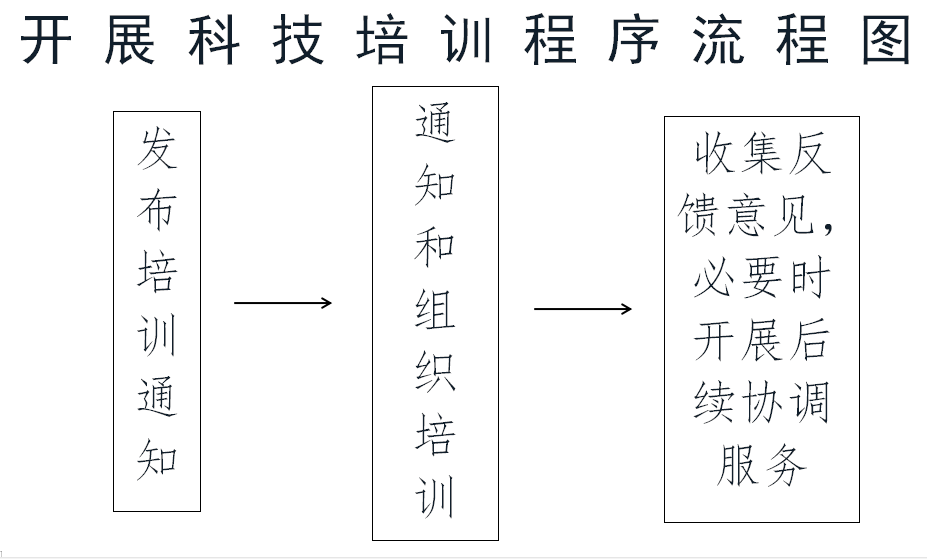 开展科技培训程序流程图
发布培训通知
通知和组织培训
收集反
馈意见，
必要时
开展后
续协调
服务